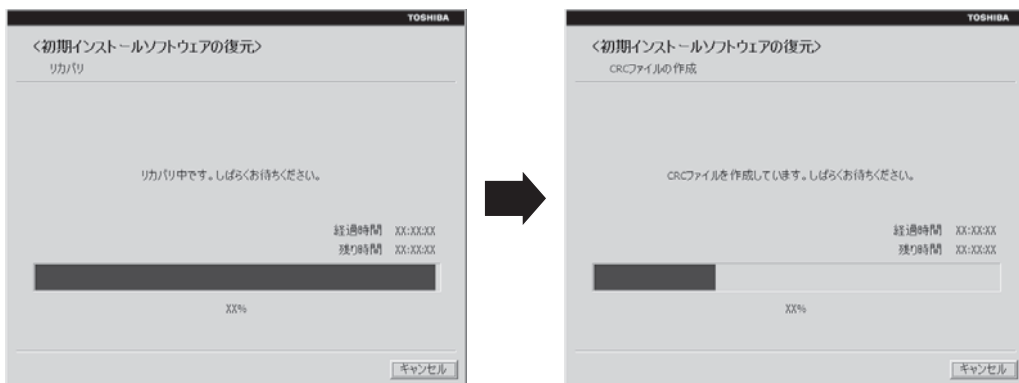 TOSHIBA
<初期インストールソフトウェアの復元>
リカバリ
リカバリ中です。しばらくお待ちください。
経過時間 XX:XX:XX
残り時間 XX:XX:XX
XX%
キャンセル
TOSHIBA
<初期インストールソフトウェアの復元>
CRCファイルの作成
CRCファイルを作成しています。しばらくお待ちください。
経過時間 XX:XX:XX
残り時間 XX:XX:XX
XX%
キャンセル